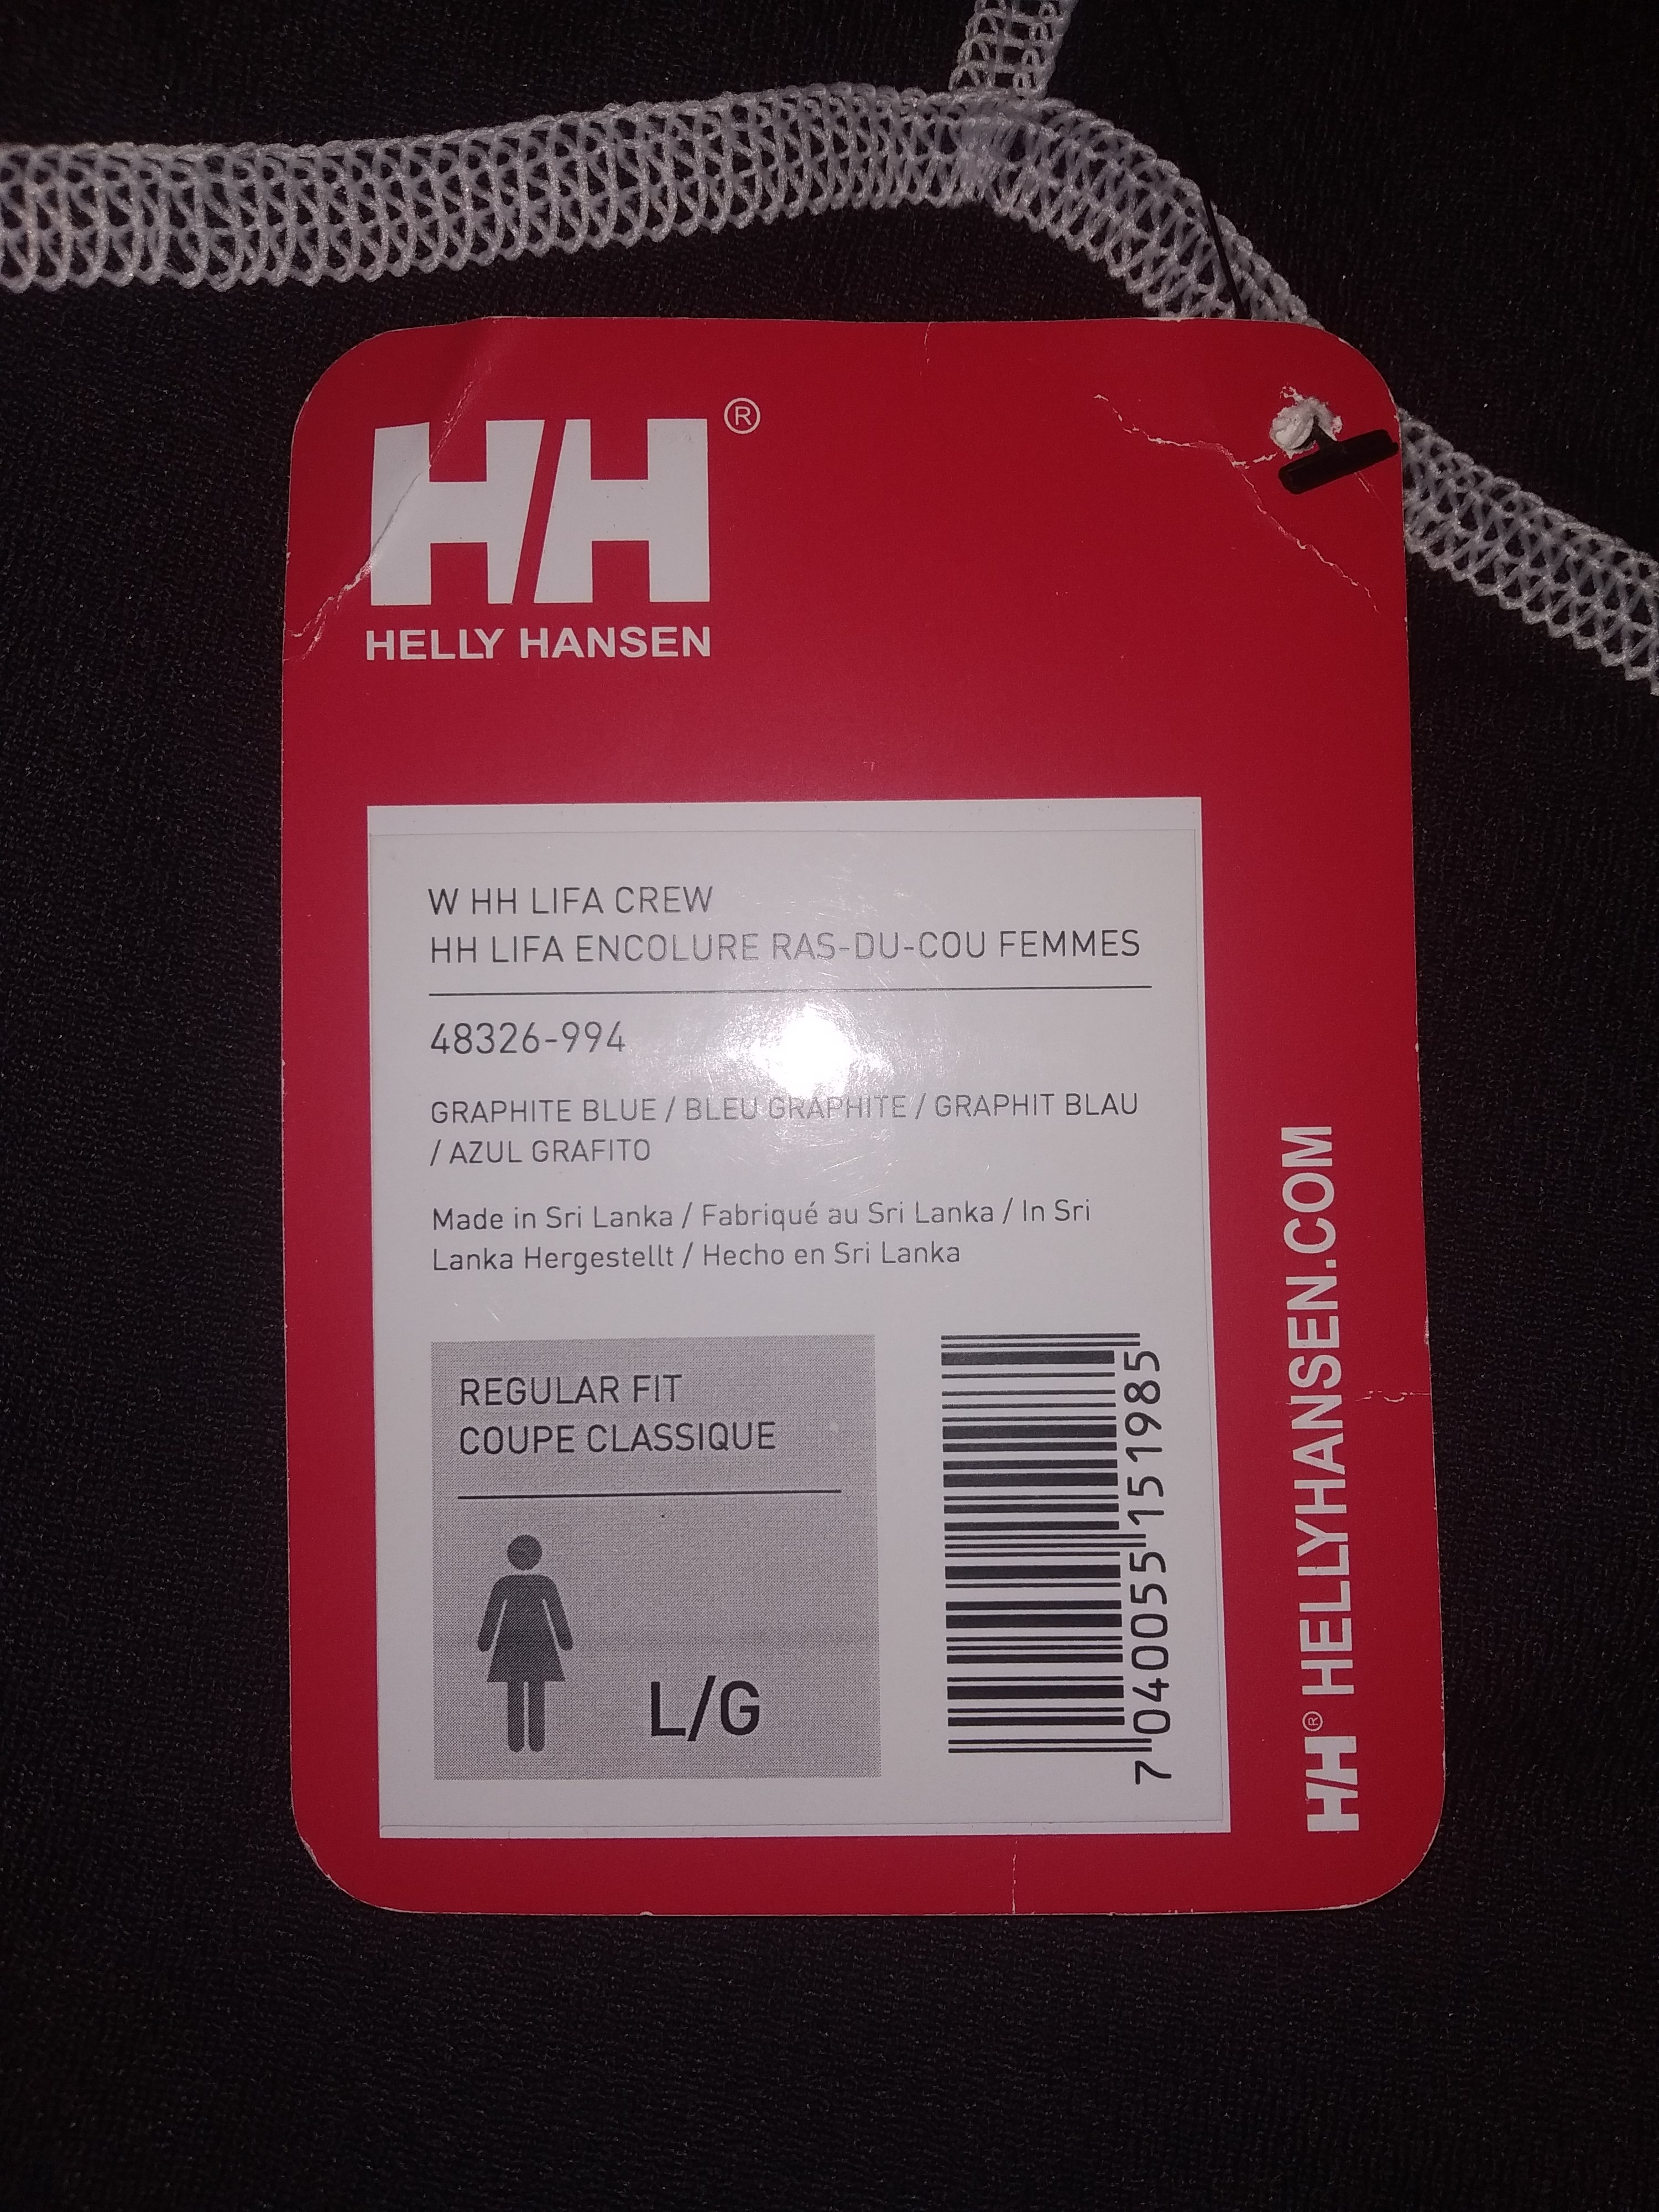 HH®
HELLY HANSEN
W HH LIFA CREW
HH LIFA ENCOLURE RAS-DU-COU FEMMES
48326-994
GRAPHITE BLUE / BLEU GRAPHITE / GRAPHIT BLAU
/ AZUL GRAFITO
Made in Sri Lanka / Fabriqué au Sri Lanka / In Sri
Lanka Hergestellt / Hecho en Sri Lanka
REGULAR FIT
COUPE CLASSIQUE
L/G
7 040055 151985
HH® HELLYHANSEN.COM